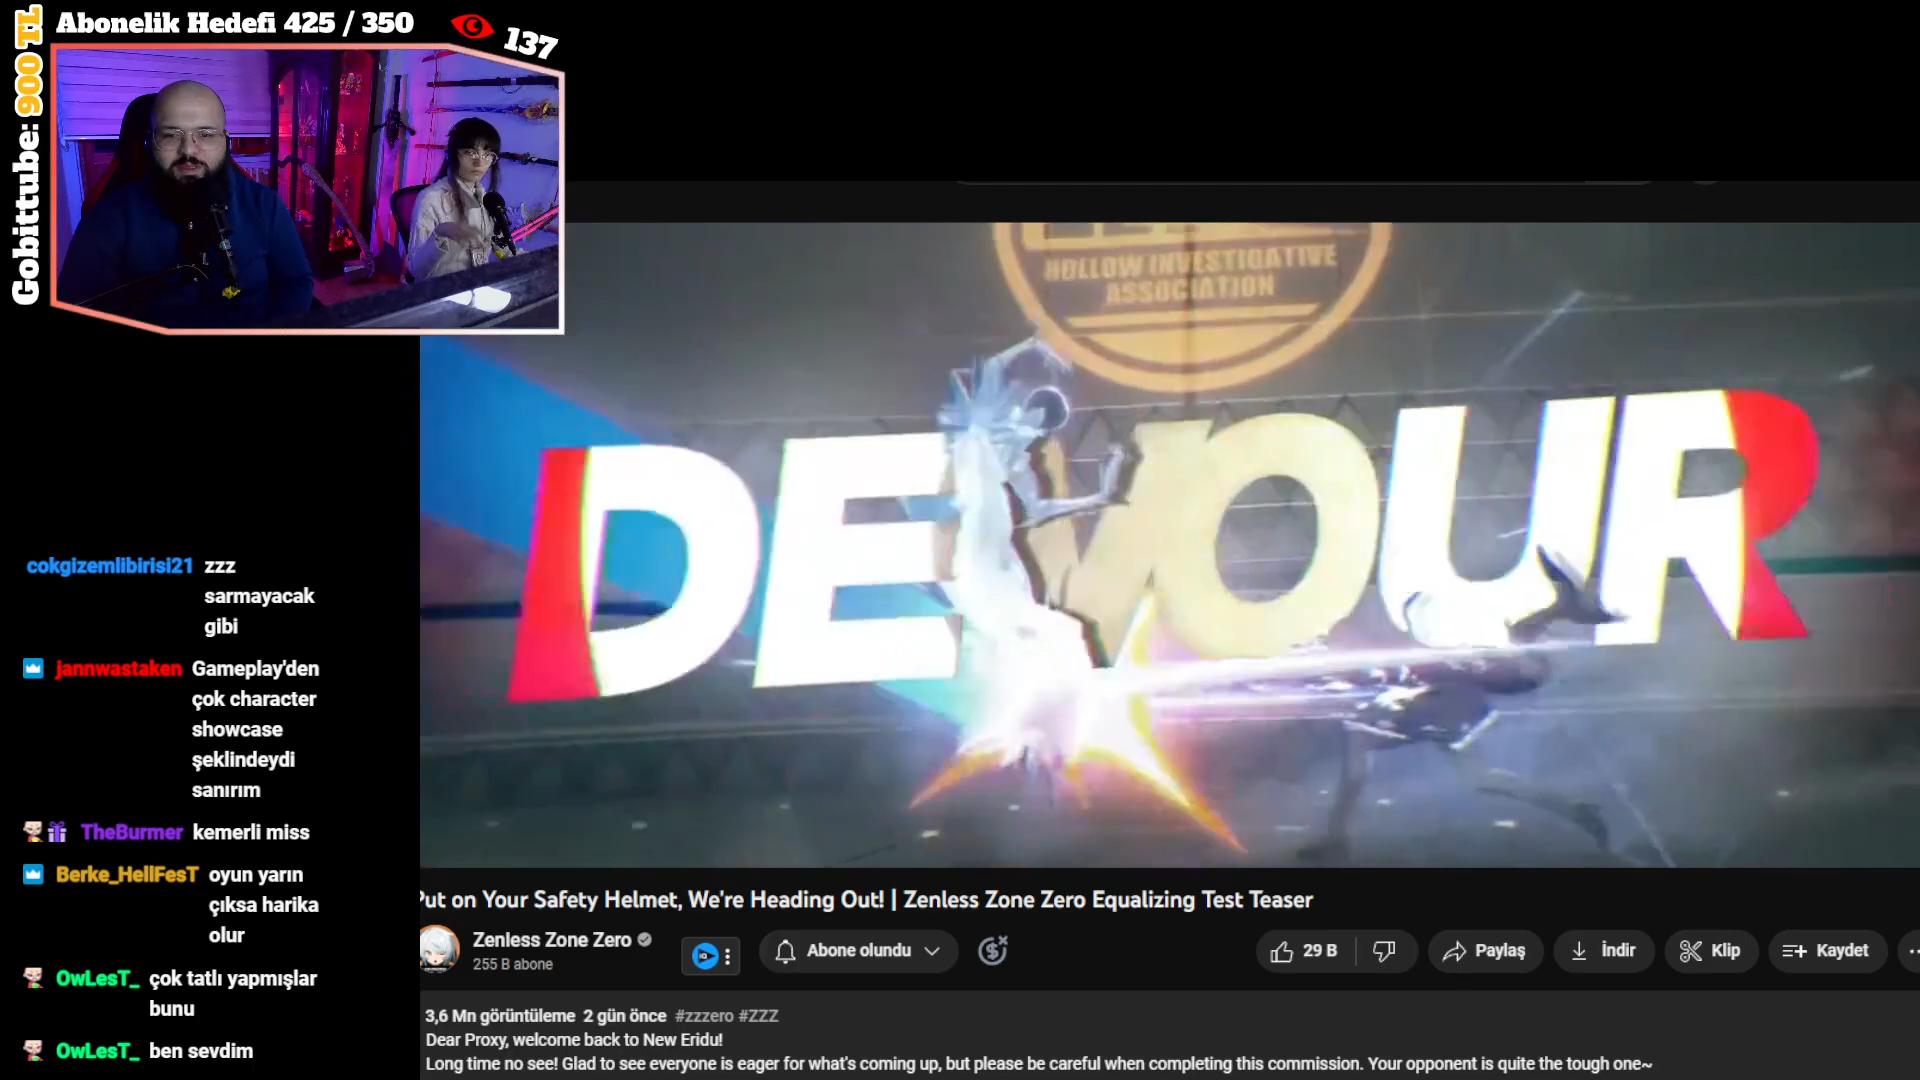 Abonelik Hedefi 425 / 350
137
Gobittube: 900 TL
HOLLOW INVESTIGATIVE
ASSOCIATION
DEVOUR
cokgizemlibirisi21 zzz
sarmayacak
gibi
jannwastaken Gameplay'den
çok character
showcase
şeklindeydi
sanırım
TheBurmer kemerli miss
Berke_HellFesT oyun yarın
çıksa harika
olur
OwLesT_ çok tatlı yapmışlar
bunu
OwLesT_ ben sevdim
Put on Your Safety Helmet, We're Heading Out! | Zenless Zone Zero Equalizing Test Teaser
Zenless Zone Zero
255 B abone
Abone olundu
29 B
Paylaş
İndir
Klip
Kaydet
3,6 Mn görüntüleme 2 gün önce #zzzero #ZZZ
Dear Proxy, welcome back to New Eridu!
Long time no see! Glad to see everyone is eager for what's coming up, but please be careful when completing this commission. Your opponent is quite the tough one~